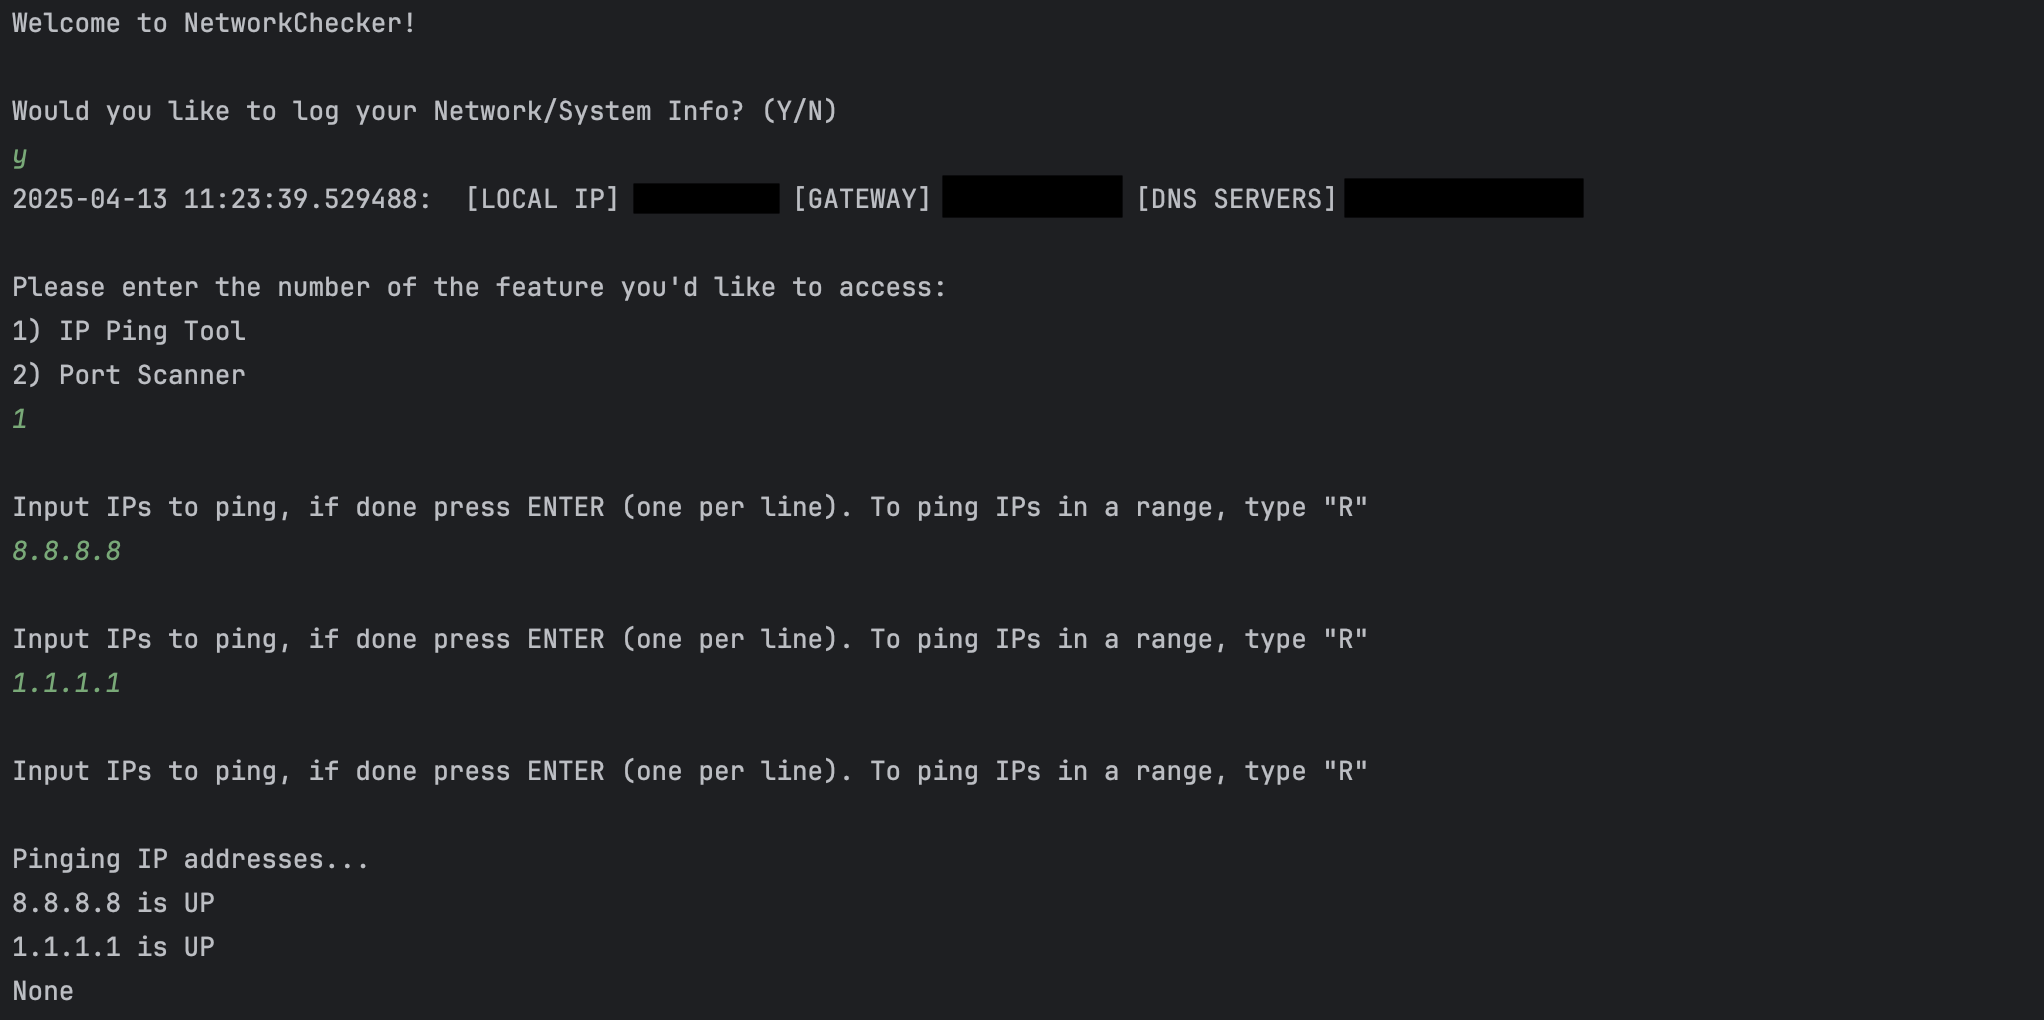 Welcome to NetworkChecker!
Would you like to log your Network/System Info? (Y/N)
y
2025-04-13 11:23:39.529488:  [LOCAL IP] [GATEWAY] [DNS SERVERS]
Please enter the number of the feature you'd like to access:
1) IP Ping Tool
2) Port Scanner
1
Input IPs to ping, if done press ENTER (one per line). To ping IPs in a range, type "R"
8.8.8.8
Input IPs to ping, if done press ENTER (one per line). To ping IPs in a range, type "R"
1.1.1.1
Input IPs to ping, if done press ENTER (one per line). To ping IPs in a range, type "R"
Pinging IP addresses...
8.8.8.8 is UP
1.1.1.1 is UP
None